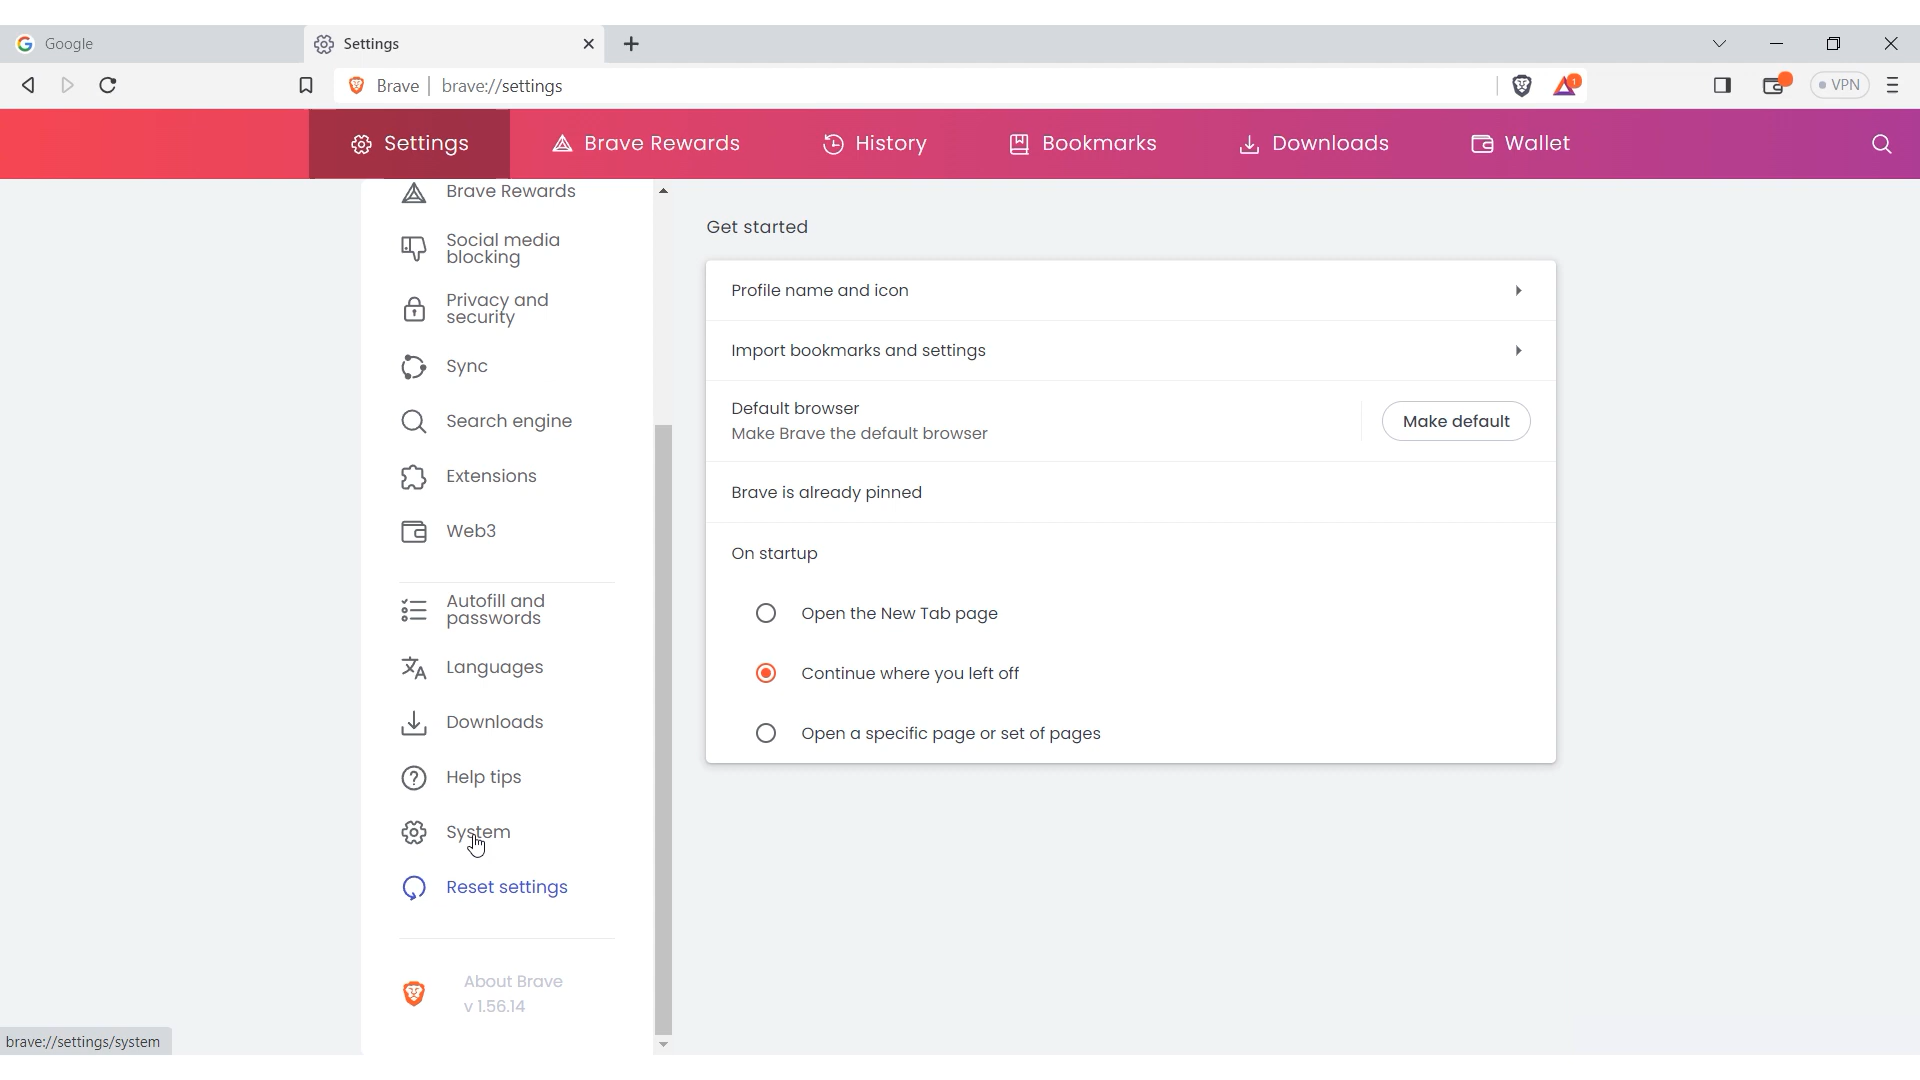 Google
Settings
Brave
brave://settings
1
VPN
Settings
Brave Rewards
History
Bookmarks
Downloads
Wallet
Brave Rewards
Social media
blocking
Privacy and
security
Sync
Search engine
Extensions
Web3
Autofill and
passwords
Languages
Downloads
Help tips
System
Reset settings
About Brave
v 1.56.14
Get started
Profile name and icon
Import bookmarks and settings
Default browser
Make Brave the default browser
Make default
Brave is already pinned
On startup
Open the New Tab page
Continue where you left off
Open a specific page or set of pages
brave://settings/system